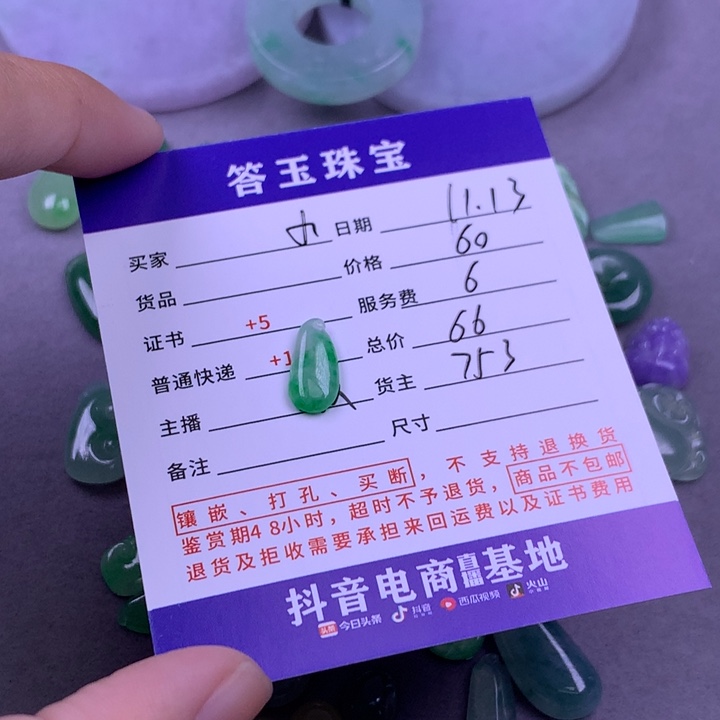 答玉珠宝
买家 日期 11.13
货品 价格 60
证书 +5 服务费 6
普通快递 +1 总价 66
主播 货主 753
备注 尺寸
镶嵌、打孔、买断，不支持退换货
鉴赏期48小时，超时不予退货，商品不包邮
退货及拒收需要承担来回运费以及证书费用
抖音电商直播基地
头条 今日头条 抖音 西瓜视频 火山